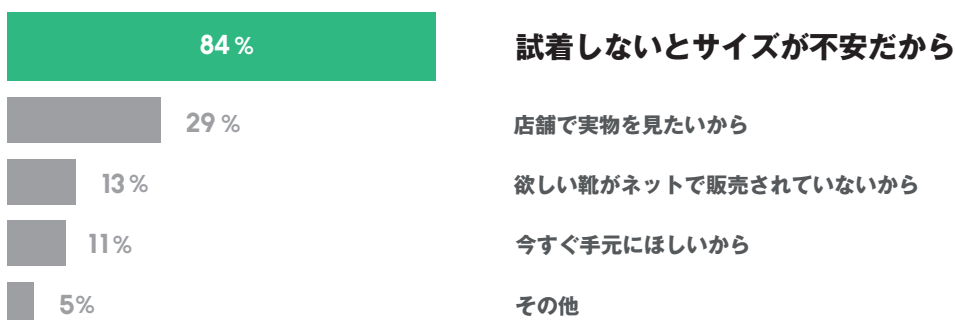 84% 試着しないとサイズが不安だから
29% 店舗で実物を見たいから
13% 欲しい靴がネットで販売されていないから
11% 今すぐ手元にほしいから
5% その他